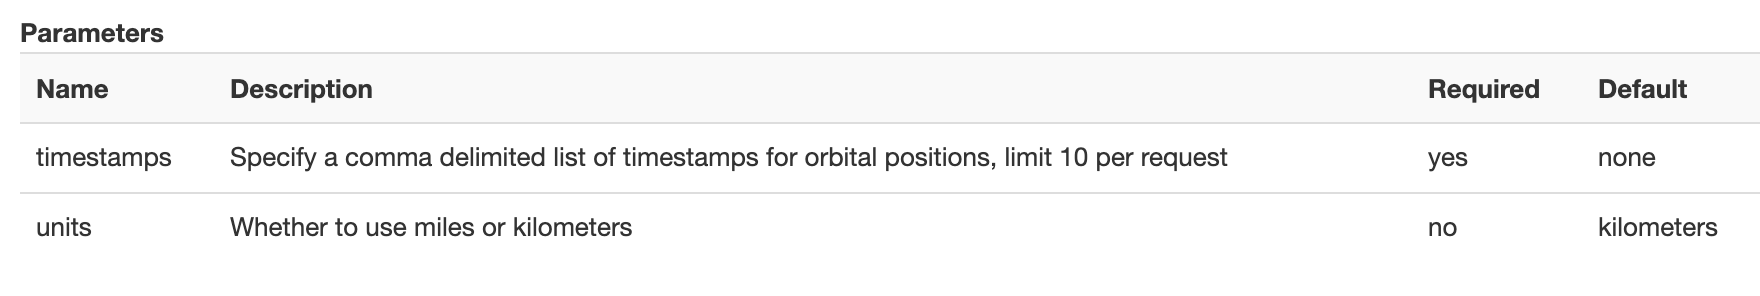 Parameters
Name Description Required Default
timestamps Specify a comma delimited list of timestamps for orbital positions, limit 10 per request yes none
units Whether to use miles or kilometers no kilometers